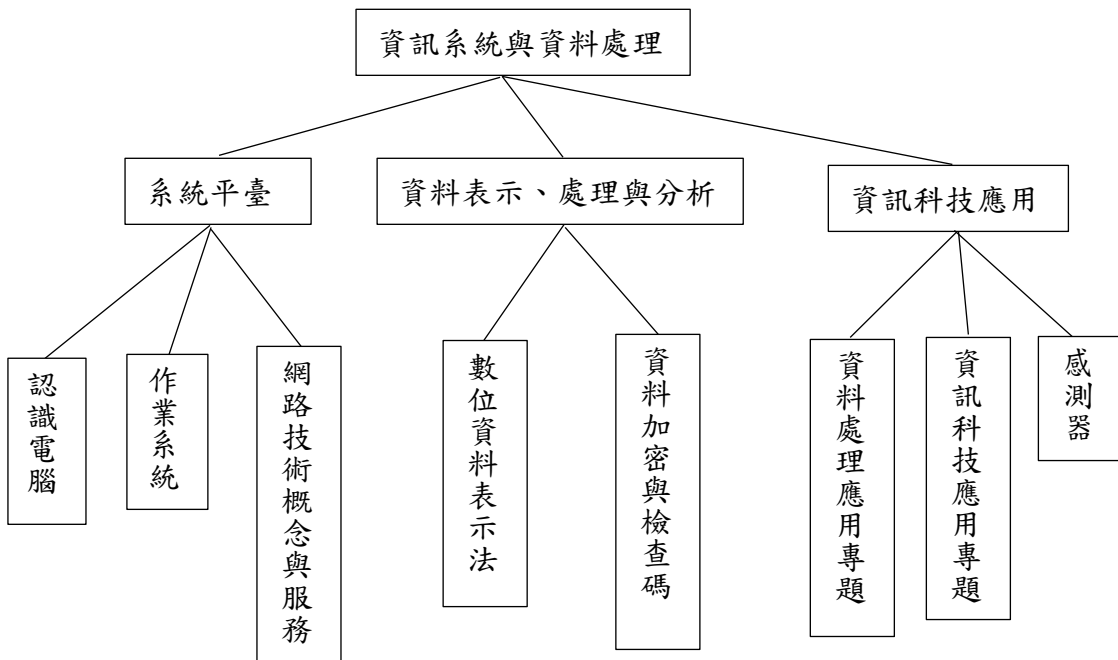 資訊系統與資料處理
系統平臺
資料表示、處理與分析
資訊科技應用
認識電腦
作業系統
網路技術概念與服務
數位資料表示法
資料加密與檢查碼
資料處理應用專題
資訊科技應用專題
感測器